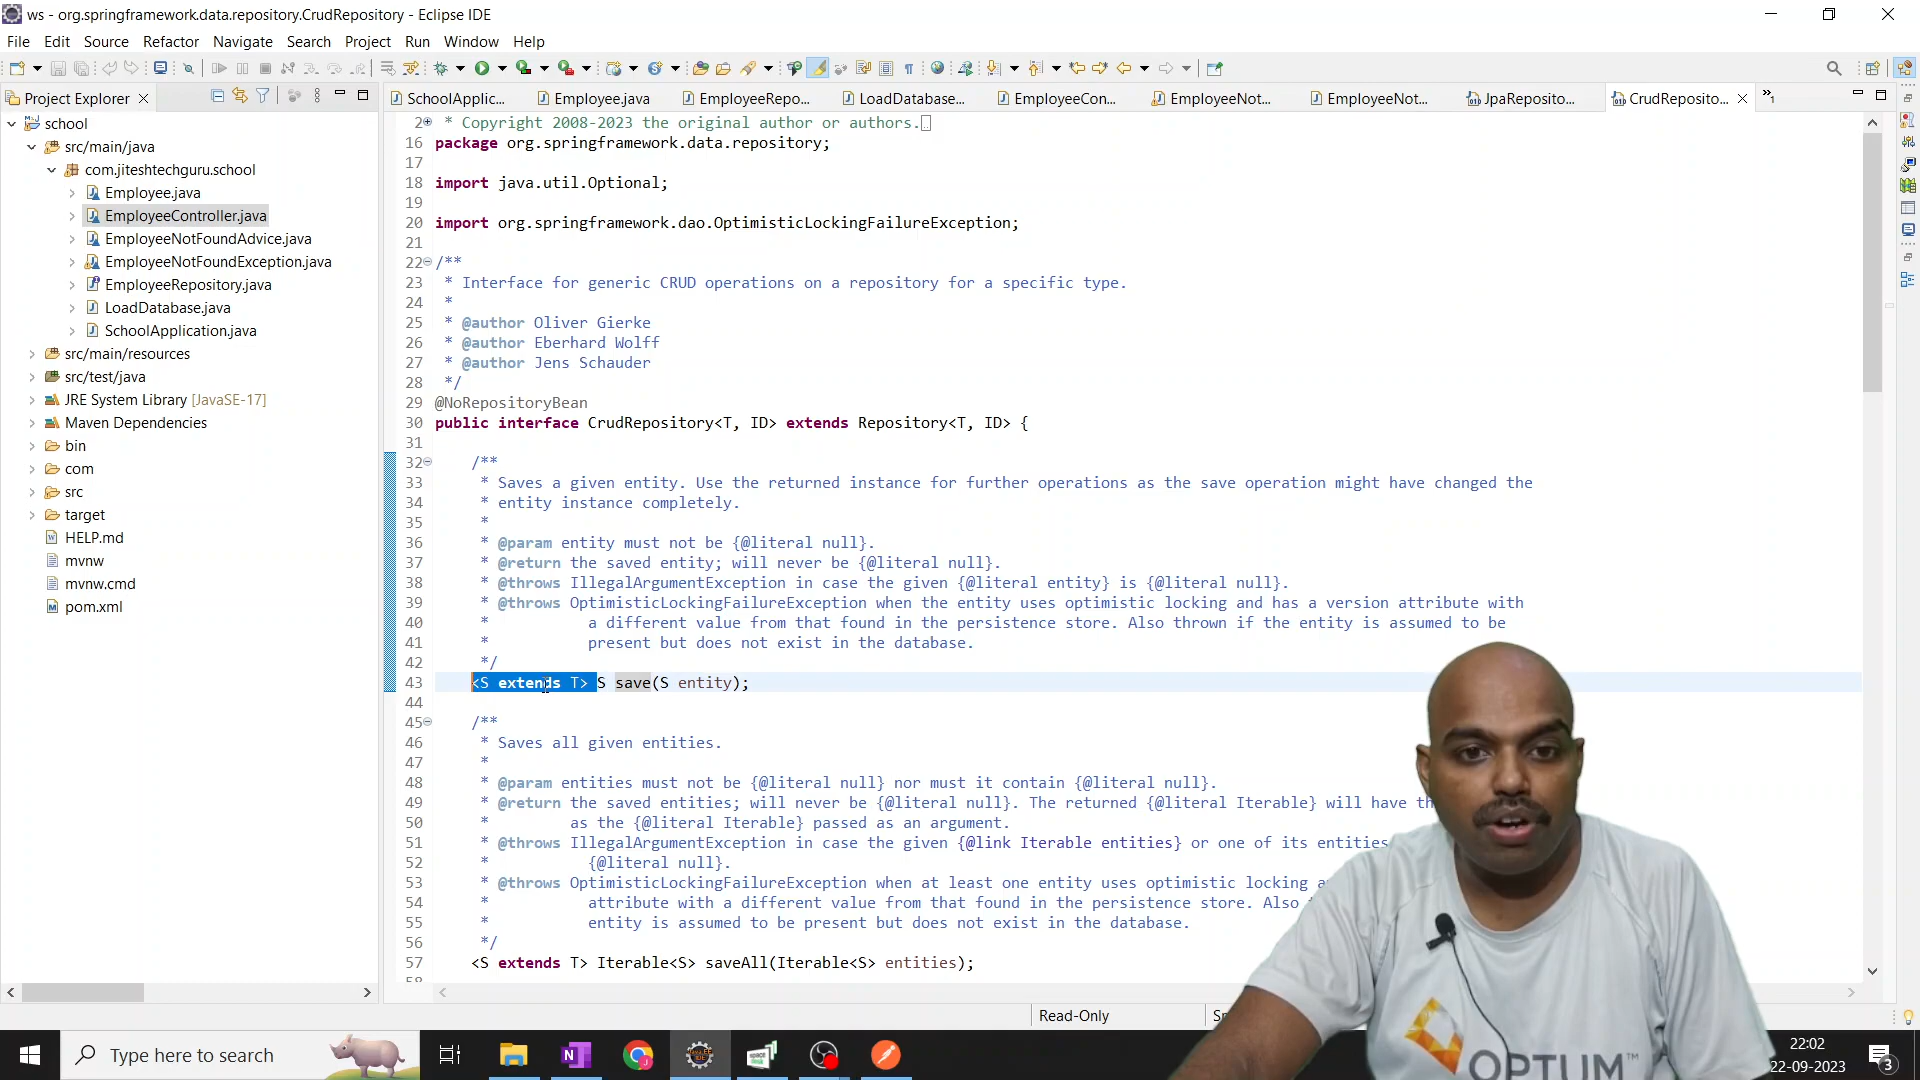 ws - org.springframework.data.repository.CrudRepository - Eclipse IDE
File Edit Source Refactor Navigate Search Project Run Window Help
Project Explorer
SchoolApplic...
Employee.java
EmployeeRepo...
LoadDatabase...
EmployeeCon...
EmployeeNot...
EmployeeNot...
JpaReposito...
CrudReposito...
school
src/main/java
com.jiteshtechguru.school
Employee.java
EmployeeController.java
EmployeeNotFoundAdvice.java
EmployeeNotFoundException.java
EmployeeRepository.java
LoadDatabase.java
SchoolApplication.java
src/main/resources
src/test/java
JRE System Library [JavaSE-17]
Maven Dependencies
bin
com
src
target
HELP.md
mvnw
mvnw.cmd
pom.xml
2 * Copyright 2008-2023 the original author or authors.
16 package org.springframework.data.repository;
17
18 import java.util.Optional;
19
20 import org.springframework.dao.OptimisticLockingFailureException;
21
22 /**
23 * Interface for generic CRUD operations on a repository for a specific type.
24 *
25 * @author Oliver Gierke
26 * @author Eberhard Wolff
27 * @author Jens Schauder
28 */
29 @NoRepositoryBean
30 public interface CrudRepository<T, ID> extends Repository<T, ID> {
31
32 /**
33 * Saves a given entity. Use the returned instance for further operations as the save operation might have changed the
34 * entity instance completely.
35 *
36 * @param entity must not be {@literal null}.
37 * @return the saved entity; will never be {@literal null}.
38 * @throws IllegalArgumentException in case the given {@literal entity} is {@literal null}.
39 * @throws OptimisticLockingFailureException when the entity uses optimistic locking and has a version attribute with
40 * a different value from that found in the persistence store. Also thrown if the entity is assumed to be
41 * present but does not exist in the database.
42 */
43 <S extends T> S save(S entity);
44
45 /**
46 * Saves all given entities.
47 *
48 * @param entities must not be {@literal null} nor must it contain {@literal null}.
49 * @return the saved entities; will never be {@literal null}. The returned {@literal Iterable} will have
50 * as the {@literal Iterable} passed as an argument.
51 * @throws IllegalArgumentException in case the given {@link Iterable entities} or one of its entities
52 * {@literal null}.
53 * @throws OptimisticLockingFailureException when at least one entity uses optimistic locking
54 * attribute with a different value from that found in the persistence store. Also
55 * entity is assumed to be present but does not exist in the database.
56 */
57 <S extends T> Iterable<S> saveAll(Iterable<S> entities);
Read-Only
OPTUM™
Type here to search
22:02
22-09-2023
3